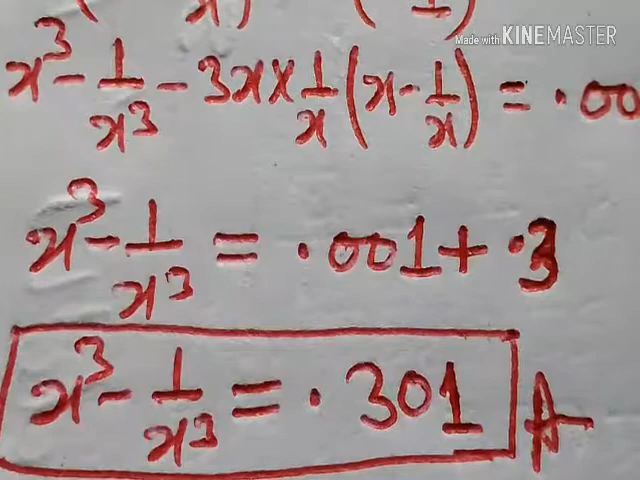 Made with KINEMASTER
x³ - 1/x³ - 3x × 1/x (x - 1/x) = .00
x³ - 1/x³ = .001 + .3
x³ - 1/x³ = .301 A